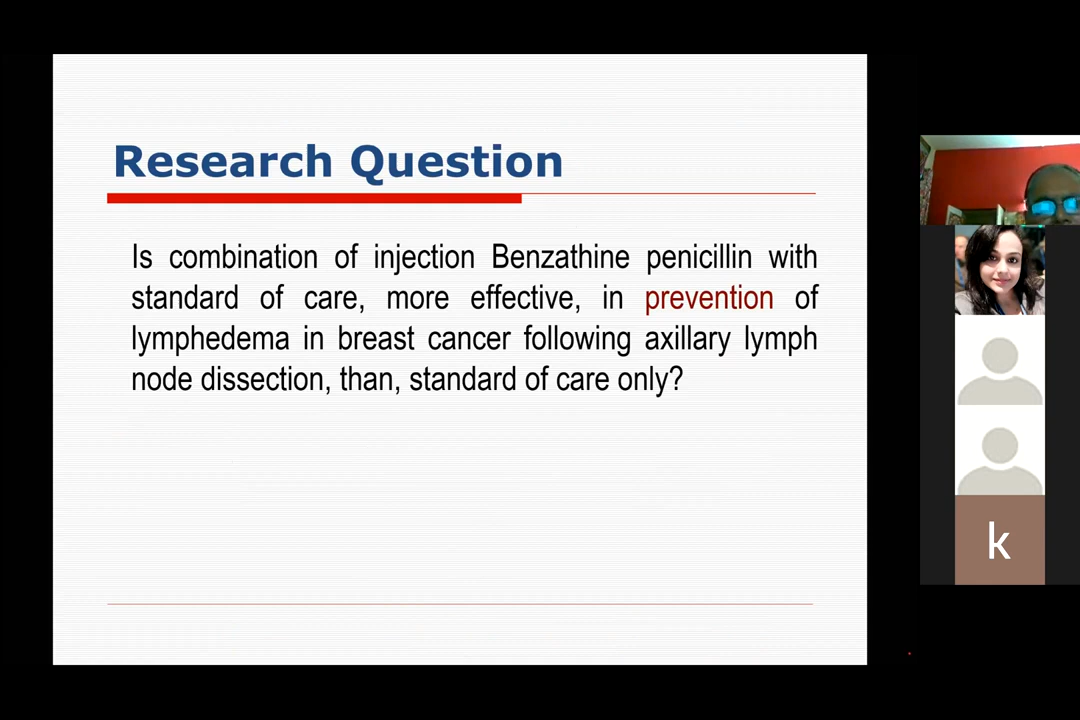 Research Question
Is combination of injection Benzathine penicillin with
standard of care, more effective, in prevention of
lymphedema in breast cancer following axillary lymph
node dissection, than, standard of care only?
k